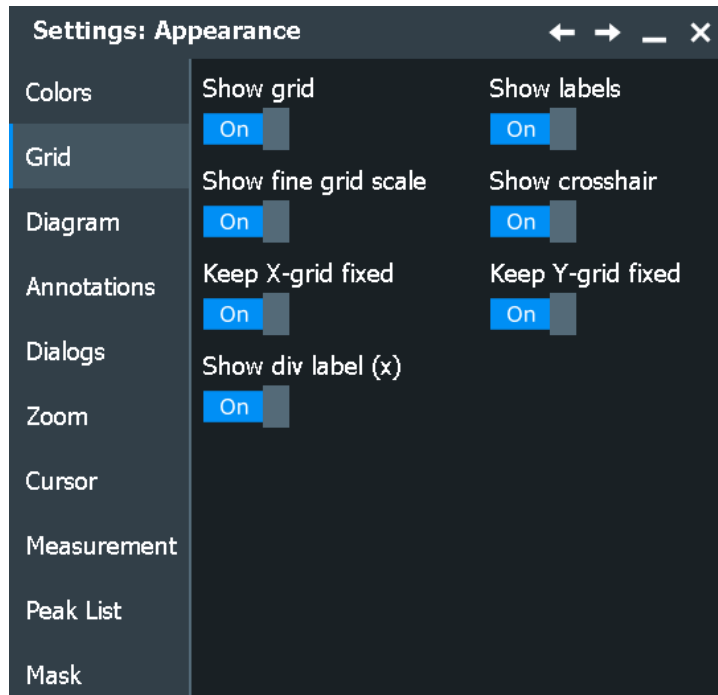 Settings: Appearance
Colors
Grid
Diagram
Annotations
Dialogs
Zoom
Cursor
Measurement
Peak List
Mask
Show grid
On
Show labels
On
Show fine grid scale
On
Show crosshair
On
Keep X-grid fixed
On
Keep Y-grid fixed
On
Show div label (x)
On